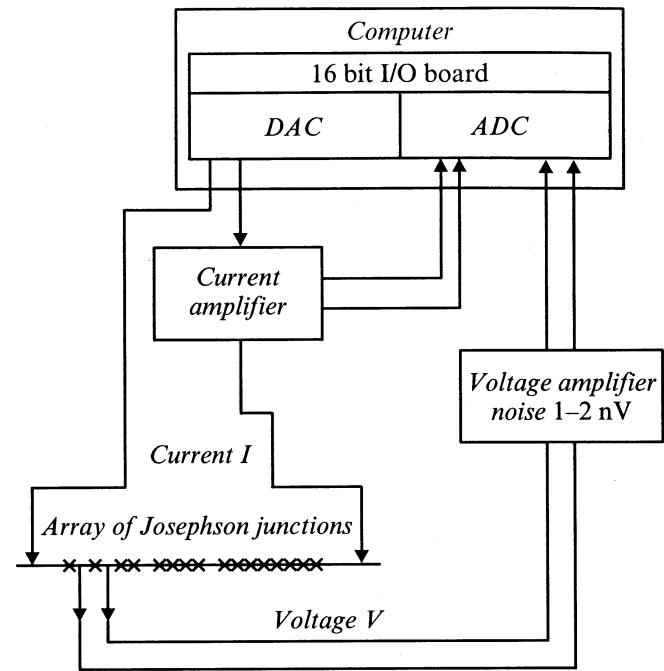 Computer
16 bit I/O board
DAC
ADC
Current
amplifier
Voltage amplifier
noise 1–2 nV
Current I
Array of Josephson junctions
Voltage V